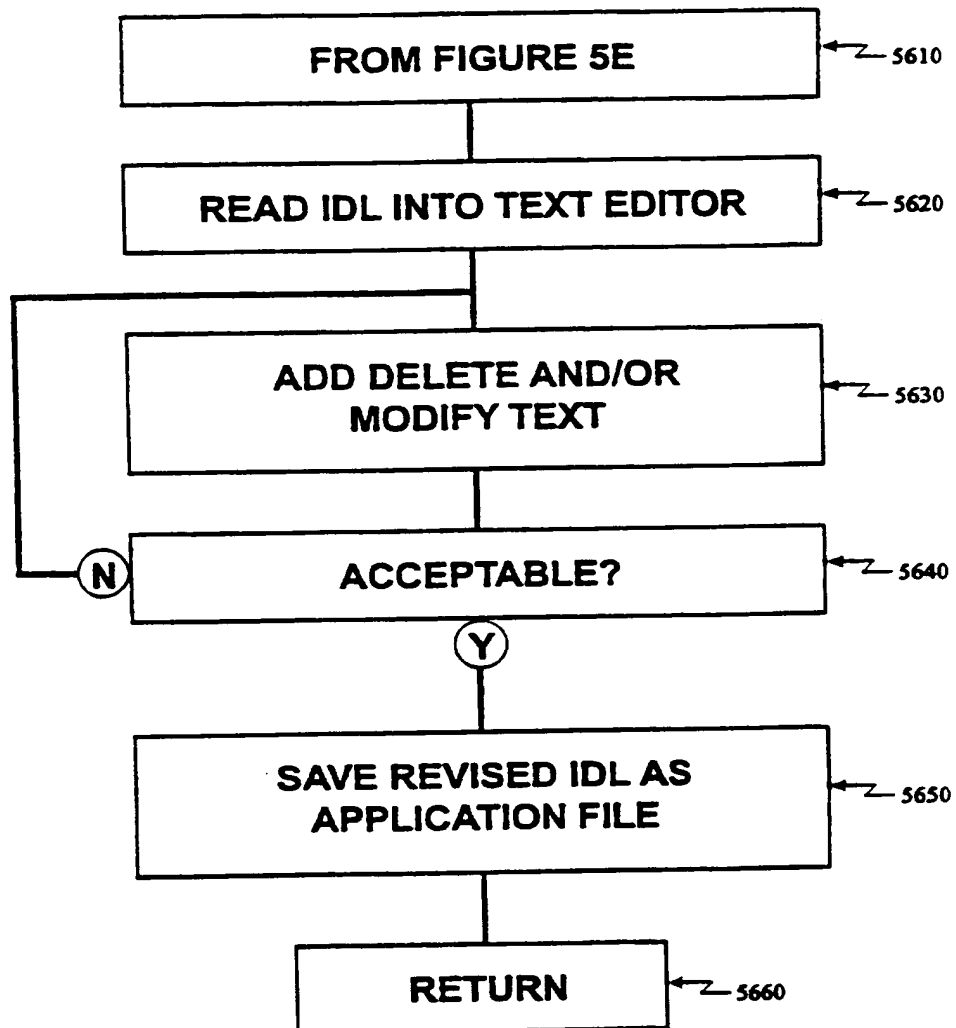 FROM FIGURE 5E
5610
READ IDL INTO TEXT EDITOR
5620
ADD DELETE AND/OR
MODIFY TEXT
5630
N
ACCEPTABLE?
5640
Y
SAVE REVISED IDL AS
APPLICATION FILE
5650
RETURN
5660